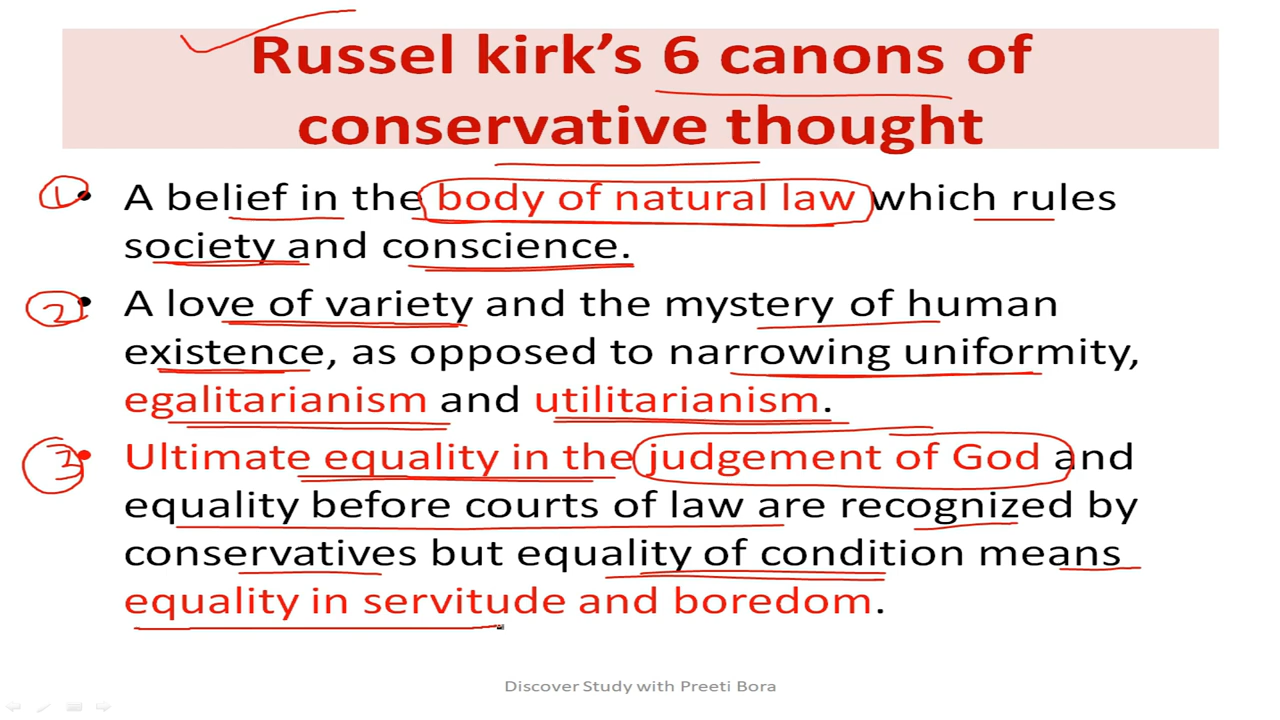 Russel kirk's 6 canons of
conservative thought
1. • A belief in the body of natural law which rules
society and conscience.
2. • A love of variety and the mystery of human
existence, as opposed to narrowing uniformity,
egalitarianism and utilitarianism.
3. • Ultimate equality in the judgement of God and
equality before courts of law are recognized by
conservatives but equality of condition means
equality in servitude and boredom.
Discover Study with Preeti Bora